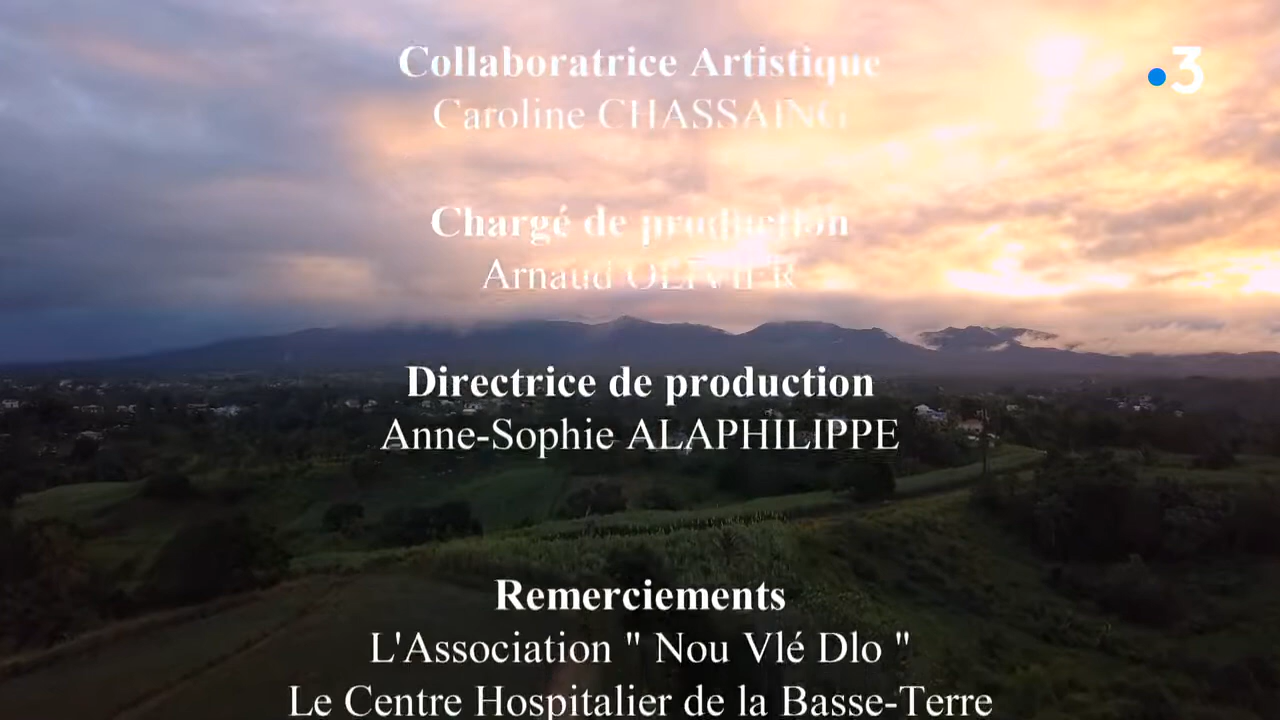 Collaboratrice Artistique
Caroline CHASSAING
3
Chargé de production
Arnaud OLIVIER
Directrice de production
Anne-Sophie ALAPHILIPPE
Remerciements
L'Association " Nou Vlé Dlo "
Le Centre Hospitalier de la Basse-Terre